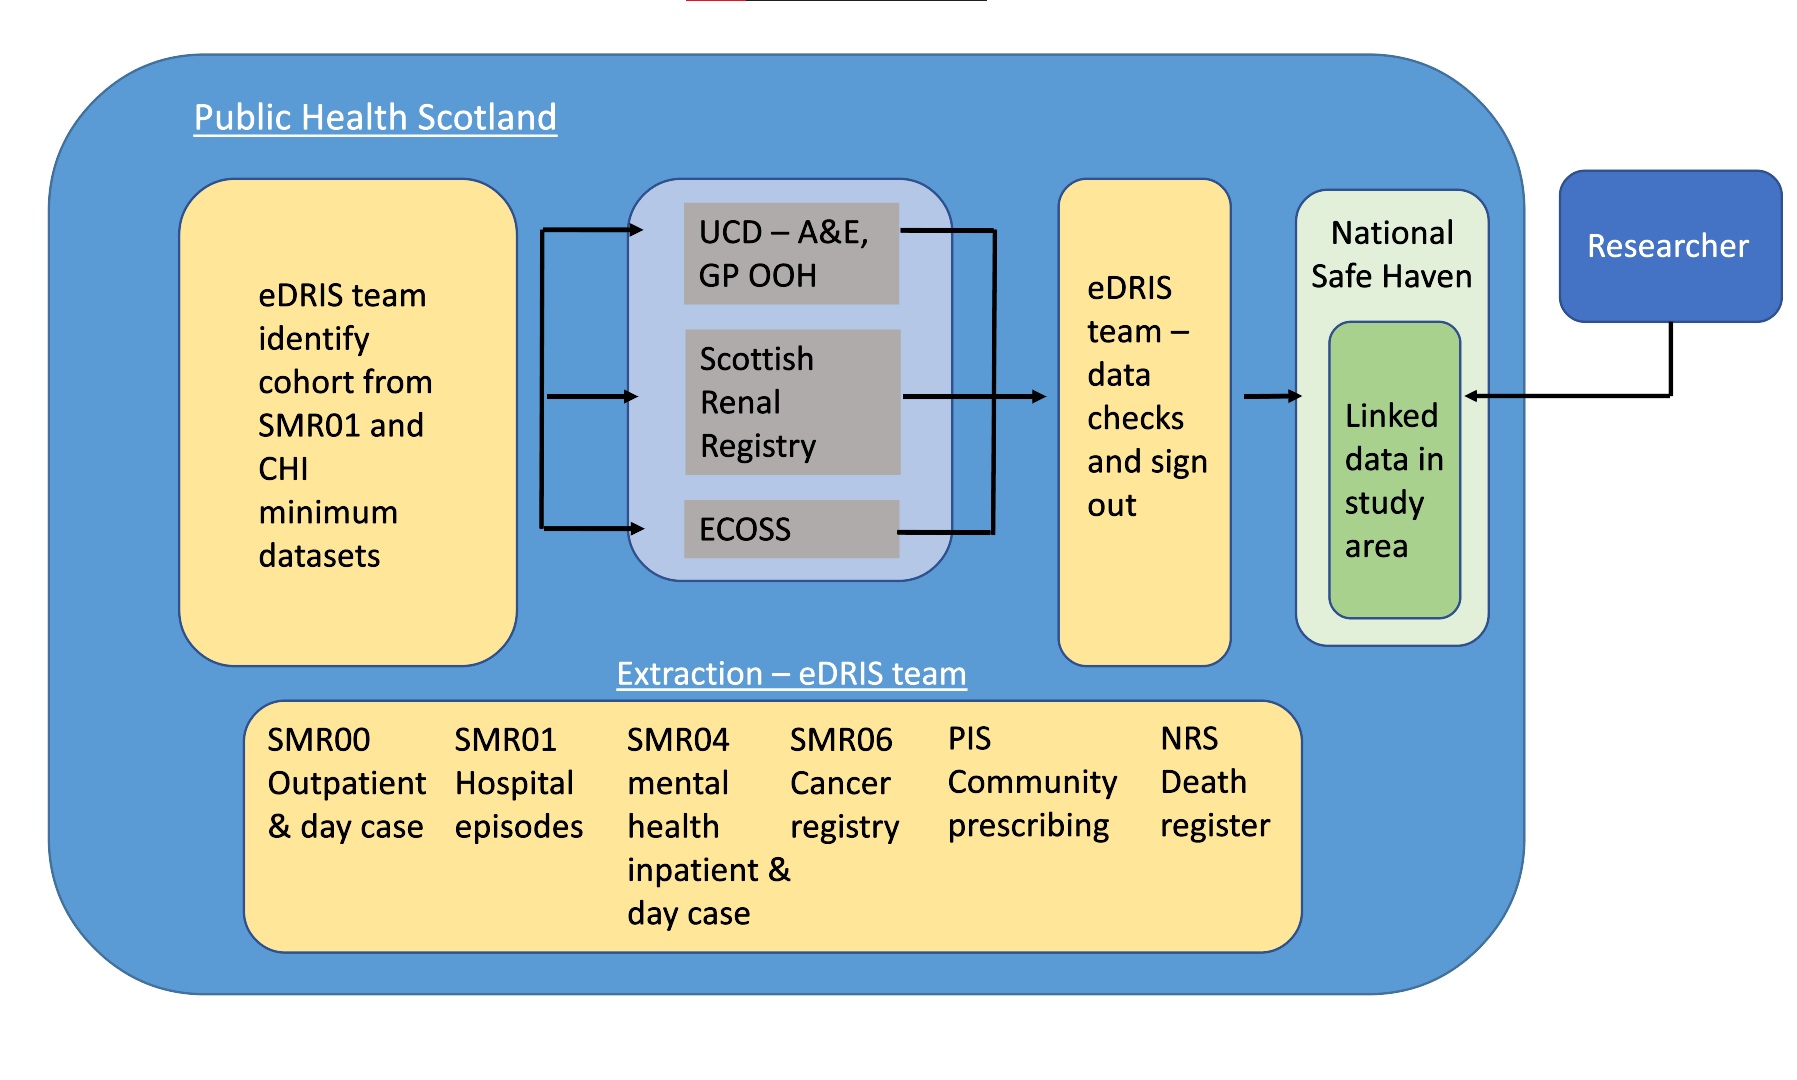 Public Health Scotland
eDRIS team
identify
cohort from
SMR01 and
CHI
minimum
datasets
UCD – A&E,
GP OOH
Scottish
Renal
Registry
ECOSS
eDRIS
team –
data
checks
and sign
out
National
Safe Haven
Linked
data in
study
area
Researcher
Extraction – eDRIS team
SMR00
Outpatient
& day case
SMR01
Hospital
episodes
SMR04
mental
health
inpatient &
day case
SMR06
Cancer
registry
PIS
Community
prescribing
NRS
Death
register